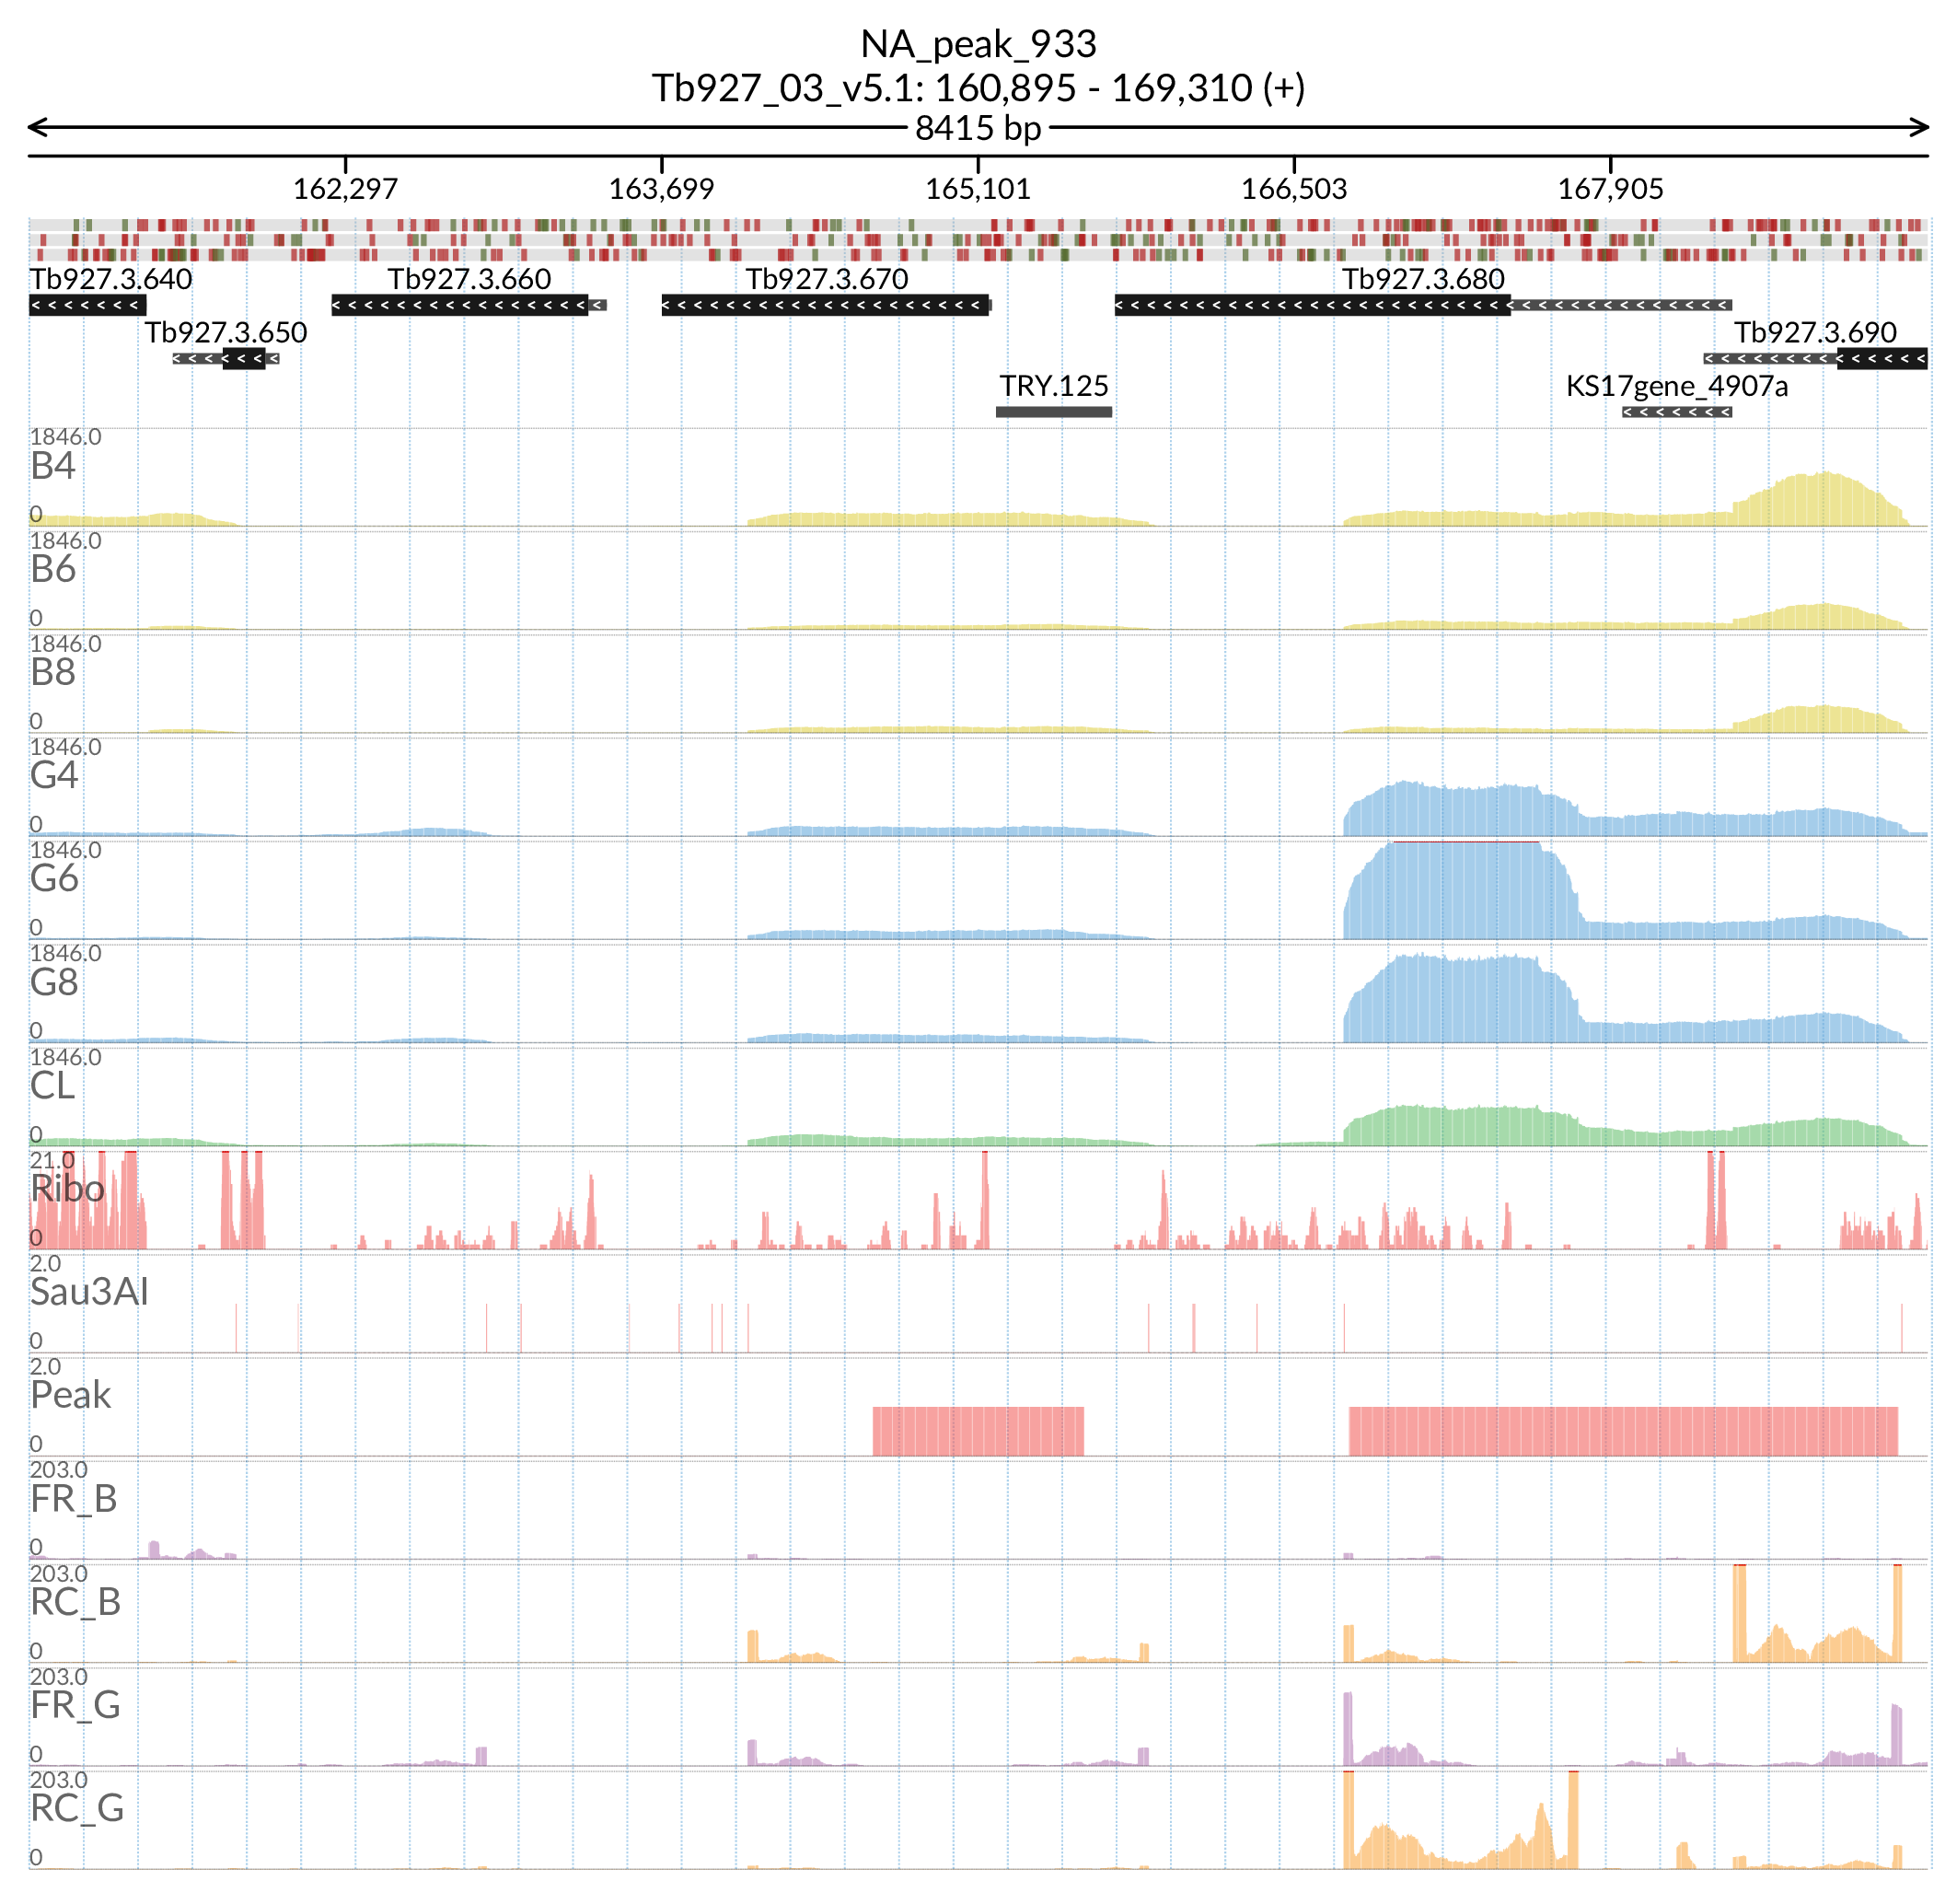 NA_peak_933
Tb927_03_v5.1: 160,895 - 169,310 (+)
8415 bp
162,297 163,699 165,101 166,503 167,905
Tb927.3.640 Tb927.3.660 Tb927.3.670 Tb927.3.680
Tb927.3.650 Tb927.3.690
TRY.125 KS17gene_4907a
1846.0
B4
0
1846.0
B6
0
1846.0
B8
0
1846.0
G4
0
1846.0
G6
0
1846.0
G8
0
1846.0
CL
0
21.0
Ribo
0
2.0
Sau3AI
0
2.0
Peak
0
203.0
FR_B
0
203.0
RC_B
0
203.0
FR_G
0
203.0
RC_G
0